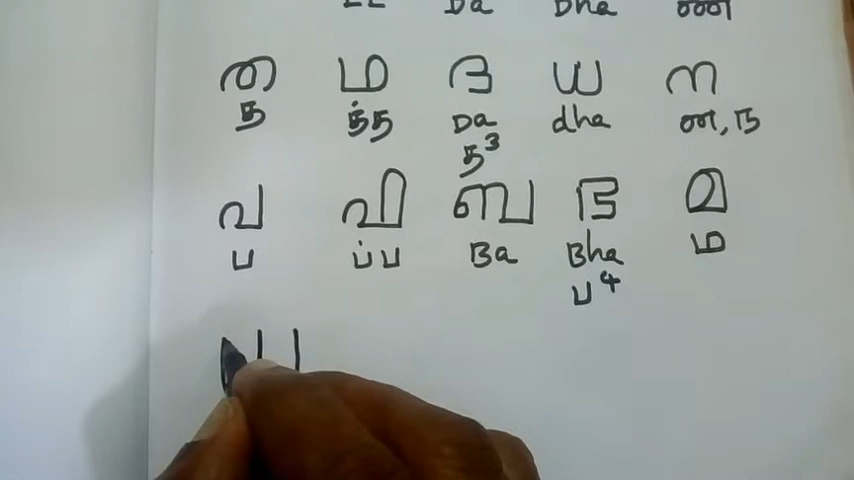 Da Dha ண
ത ഥ ദ ധ ന
த த்த Da dha ன,ந
த³
പ ഫ ബ ഭ മ
ப ப்ப Ba Bha ம
ப⁴